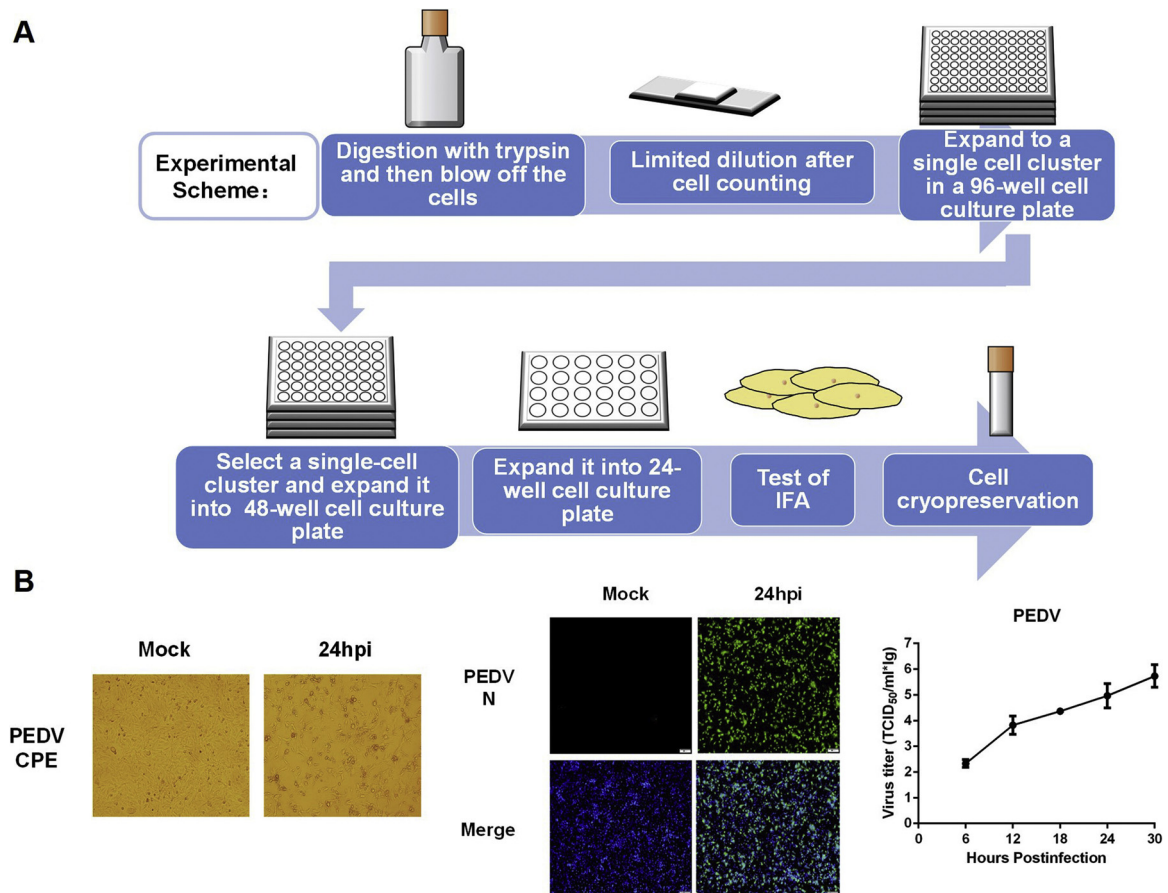 A
Experimental
Scheme:
Digestion with trypsin
and then blow off the
cells
Limited dilution after
cell counting
Expand to a
single cell cluster
in a 96-well cell
culture plate
Select a single-cell
cluster and expand it
into 48-well cell culture
plate
Expand it into 24-
well cell culture
plate
Test of
IFA
Cell
cryopreservation
B
Mock
24hpi
PEDV
CPE
Mock
24hpi
PEDV
N
Merge
PEDV
Virus titer (TCID50/ml*lg)
7
6
5
4
3
2
1
0
0
6
12
18
24
30
Hours Postinfection